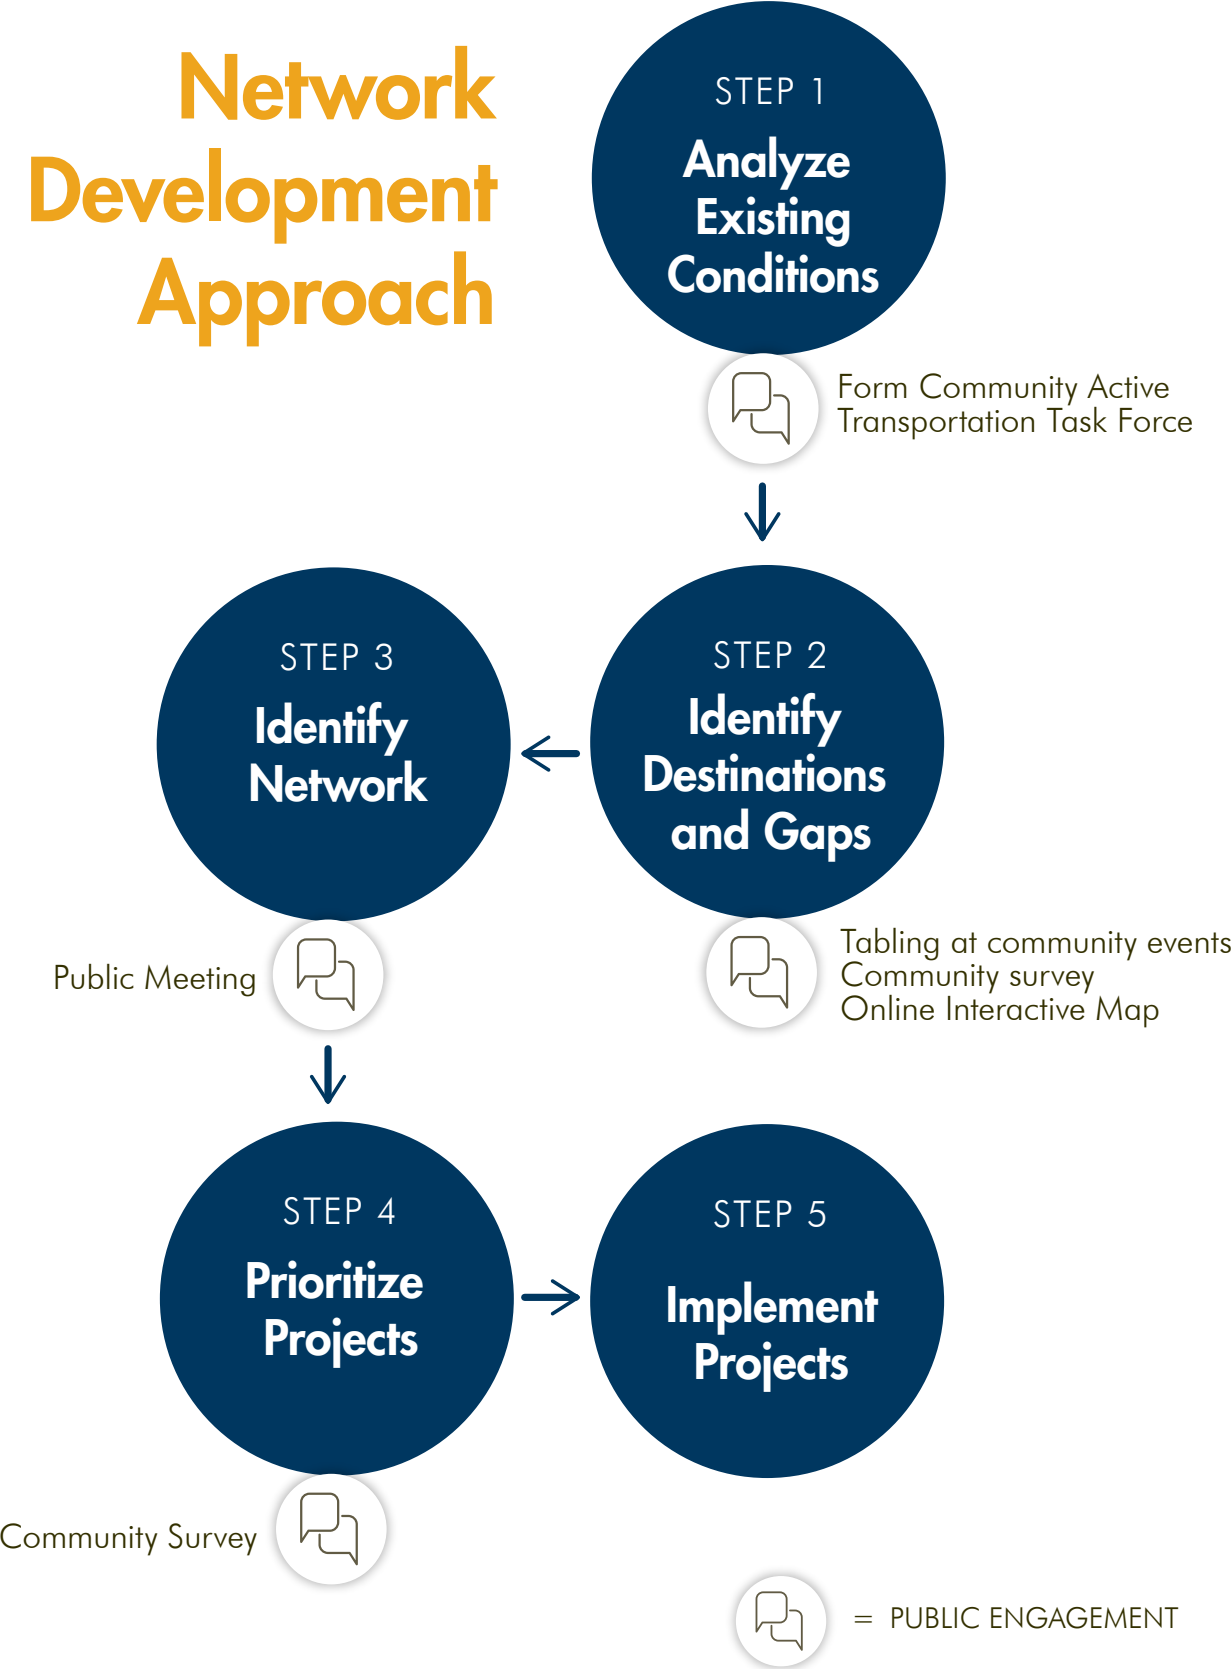 Network
Development
Approach
STEP 1
Analyze
Existing
Conditions
Form Community Active
Transportation Task Force
STEP 2
Identify
Destinations
and Gaps
Tabling at community events
Community survey
Online Interactive Map
STEP 3
Identify
Network
Public Meeting
STEP 4
Prioritize
Projects
Community Survey
STEP 5
Implement
Projects
= PUBLIC ENGAGEMENT